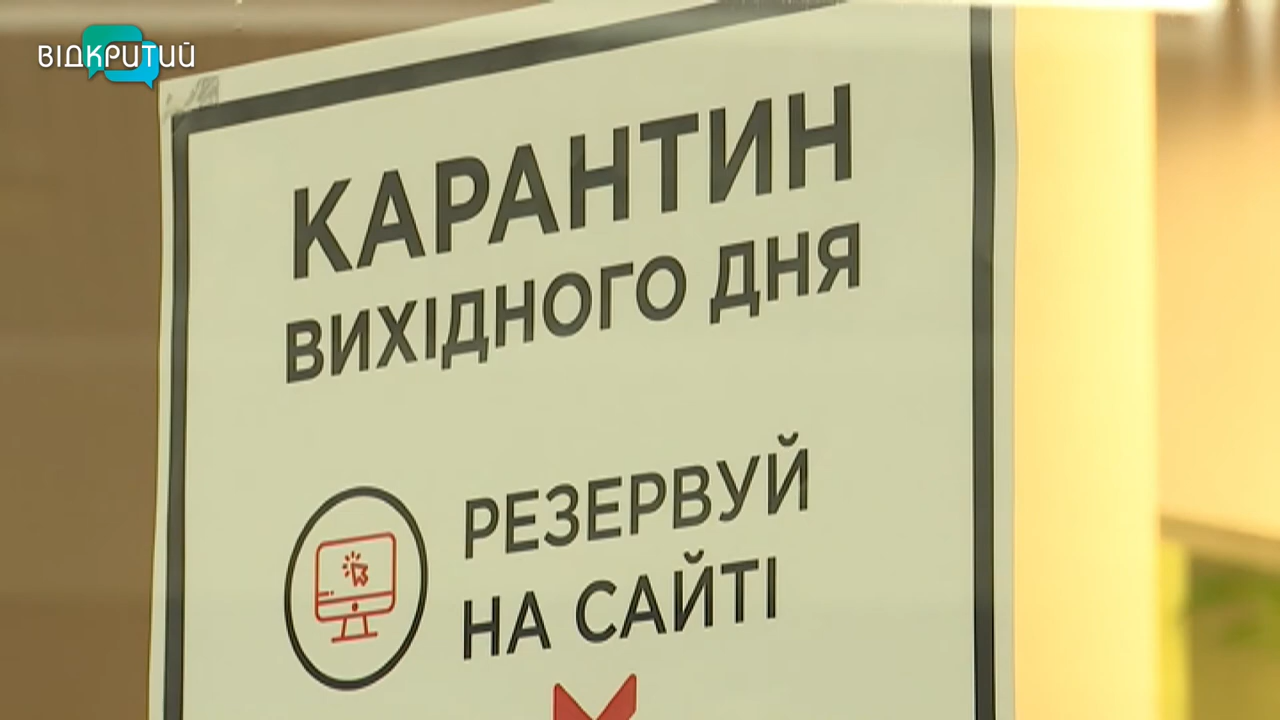 ВІДКРИТИЙ
КАРАНТИН
ВИХІДНОГО ДНЯ
РЕЗЕРВУЙ
НА САЙТІ